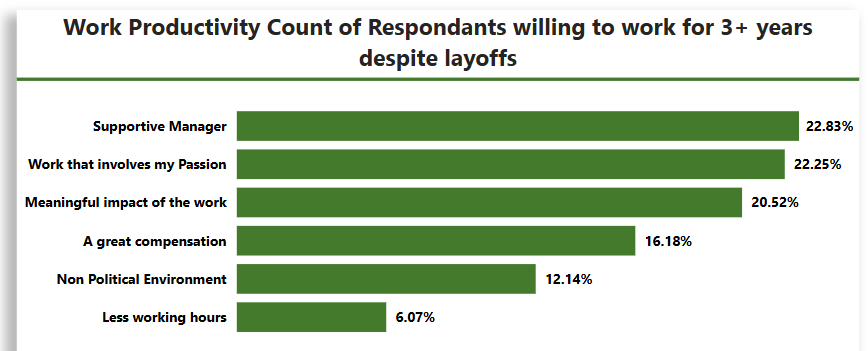 Work Productivity Count of Respondants willing to work for 3+ years
despite layoffs
Supportive Manager 22.83%
Work that involves my Passion 22.25%
Meaningful impact of the work 20.52%
A great compensation 16.18%
Non Political Environment 12.14%
Less working hours 6.07%